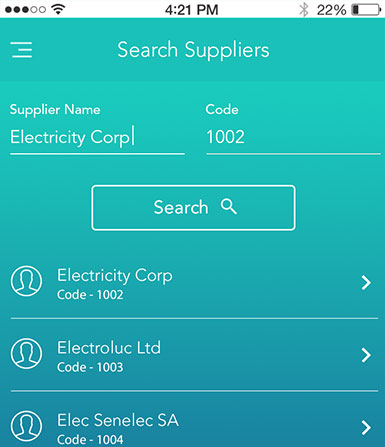 4:21 PM 22%
Search Suppliers
Supplier Name Code
Electricity Corp 1002
Search
Electricity Corp
Code - 1002
Electroluc Ltd
Code - 1003
Elec Senelec SA
Code - 1004